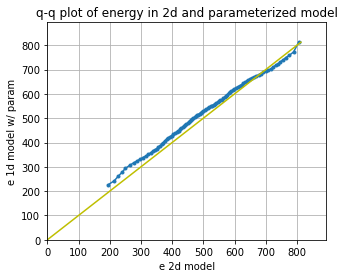 q-q plot of energy in 2d and parameterized model
e 1d model w/ param
800
700
600
500
400
300
200
100
0
0 100 200 300 400 500 600 700 800
e 2d model